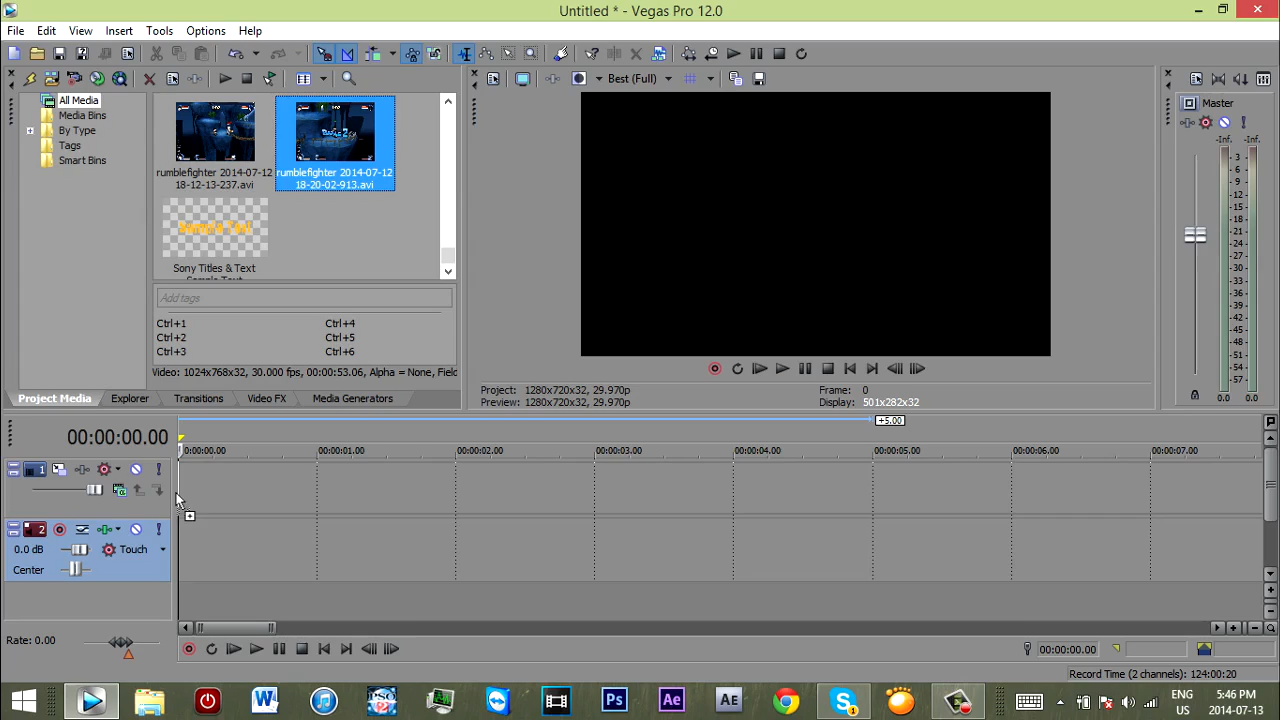 Untitled * - Vegas Pro 12.0
File Edit View Insert Tools Options Help
Best (Full)
All Media
Media Bins
By Type
Tags
Smart Bins
rumblefighter 2014-07-12 18-12-13-237.avi
rumblefighter 2014-07-12 18-20-02-913.avi
Sony Titles & Text
Sample Text
Add tags
Ctrl+1 Ctrl+4
Ctrl+2 Ctrl+5
Ctrl+3 Ctrl+6
Video: 1024x768x32, 30.000 fps, 00:00:53.06, Alpha = None, Field
Project Media Explorer Transitions Video FX Media Generators
Project: 1280x720x32, 29.970p Frame: 0
Preview: 1280x720x32, 29.970p Display: 501x282x32
Master
-Inf. -Inf.
3
6
9
12
15
18
21
24
27
30
33
36
39
42
45
48
51
54
57
0.0 0.0
+5.00
00:00:00.00
0:00:00.00 00:00:01.00 00:00:02.00 00:00:03.00 00:00:04.00 00:00:05.00 00:00:06.00 00:00:07.00
1
2
0.0 dB Touch
Center
Rate: 0.00
00:00:00.00
Record Time (2 channels): 124:00:20
W Ps Ae AE S 1
ENG 5:46 PM
US 2014-07-13